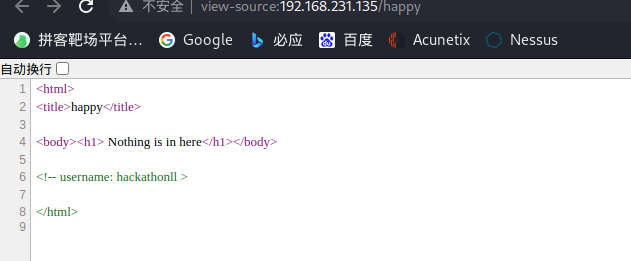 不安全 | view-source:192.168.231.135/happy
拼客靶场平台… Google 必应 百度 Acunetix Nessus
自动换行
1 <html>
2 <title>happy</title>
3
4 <body><h1> Nothing is in here</h1></body>
5
6 <!-- username: hackathonll >
7
8 </html>
9